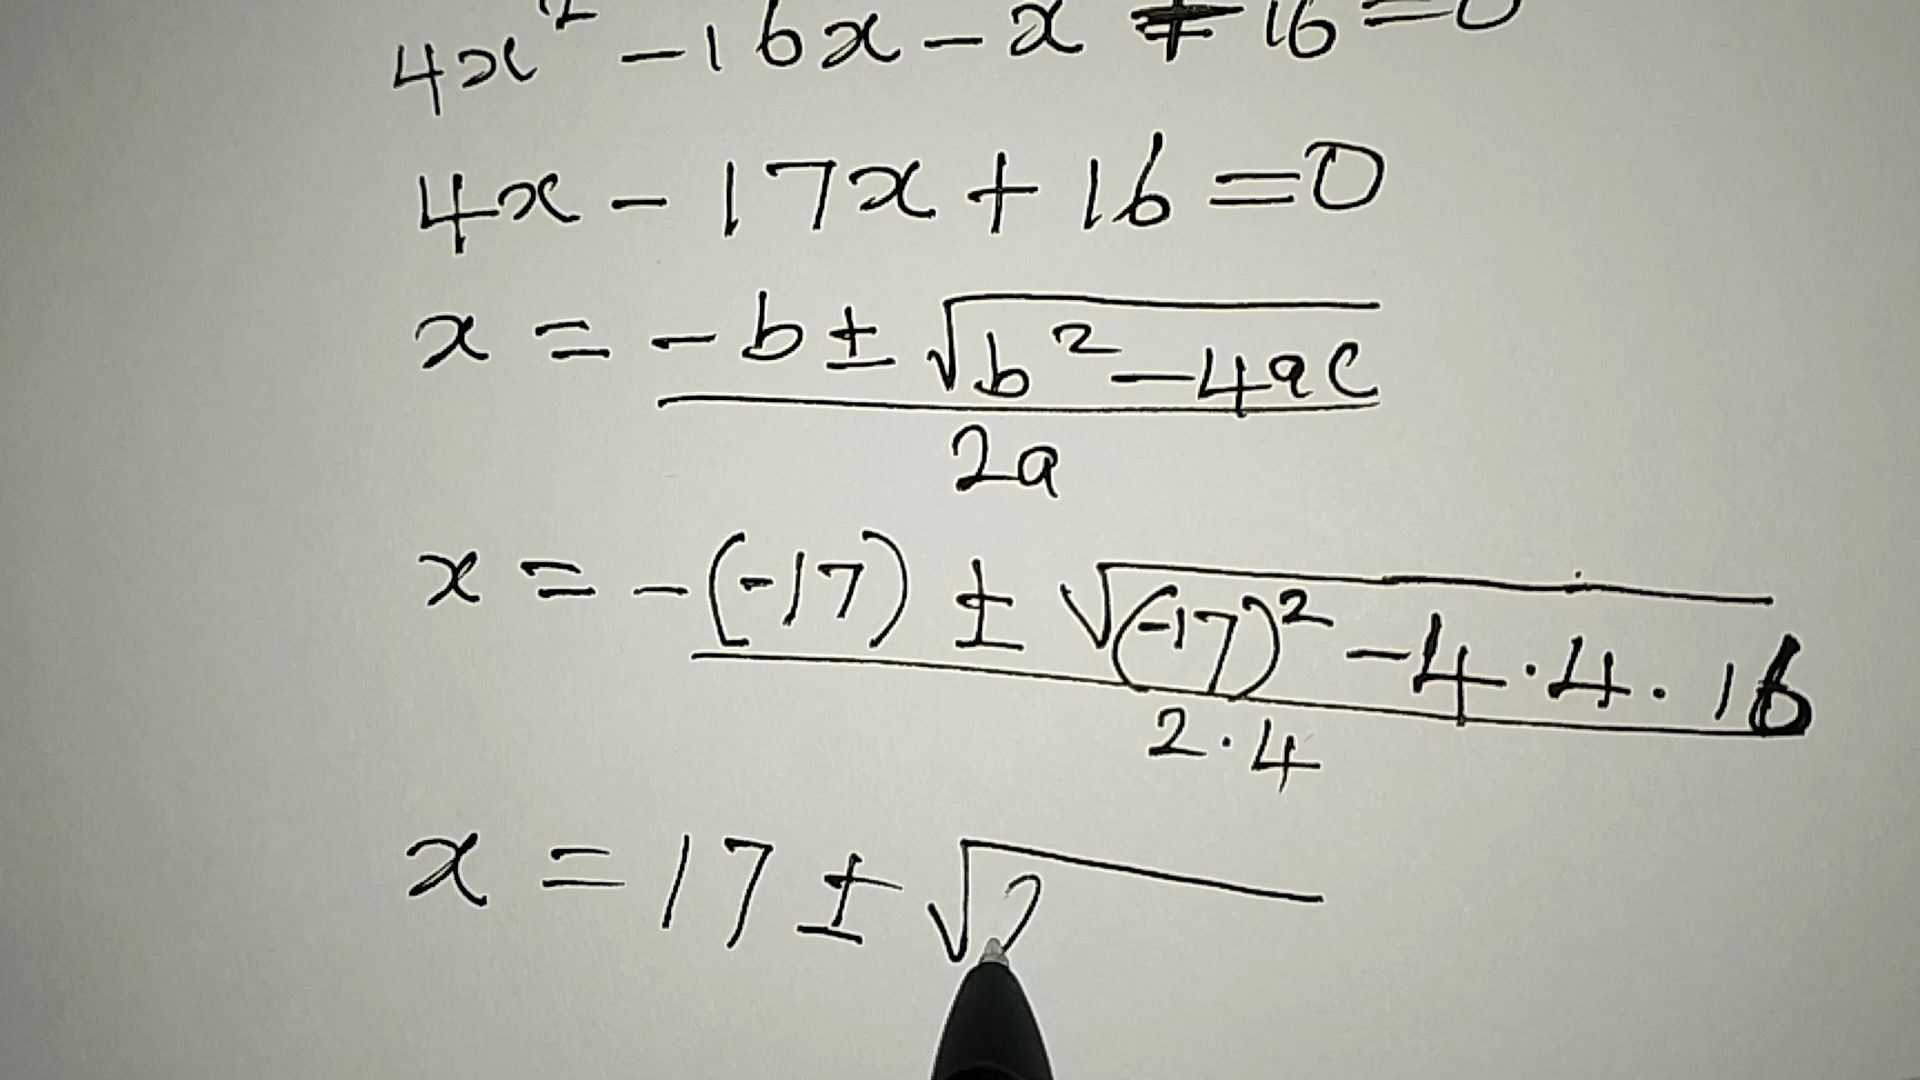 4x² -16x - x + 16 = 0
4x - 17x + 16 = 0
x = -b ± √b² - 4ac
2a
x = -(-17) ± √(-17)² - 4 · 4 · 16
2 · 4
x = 17 ± √2